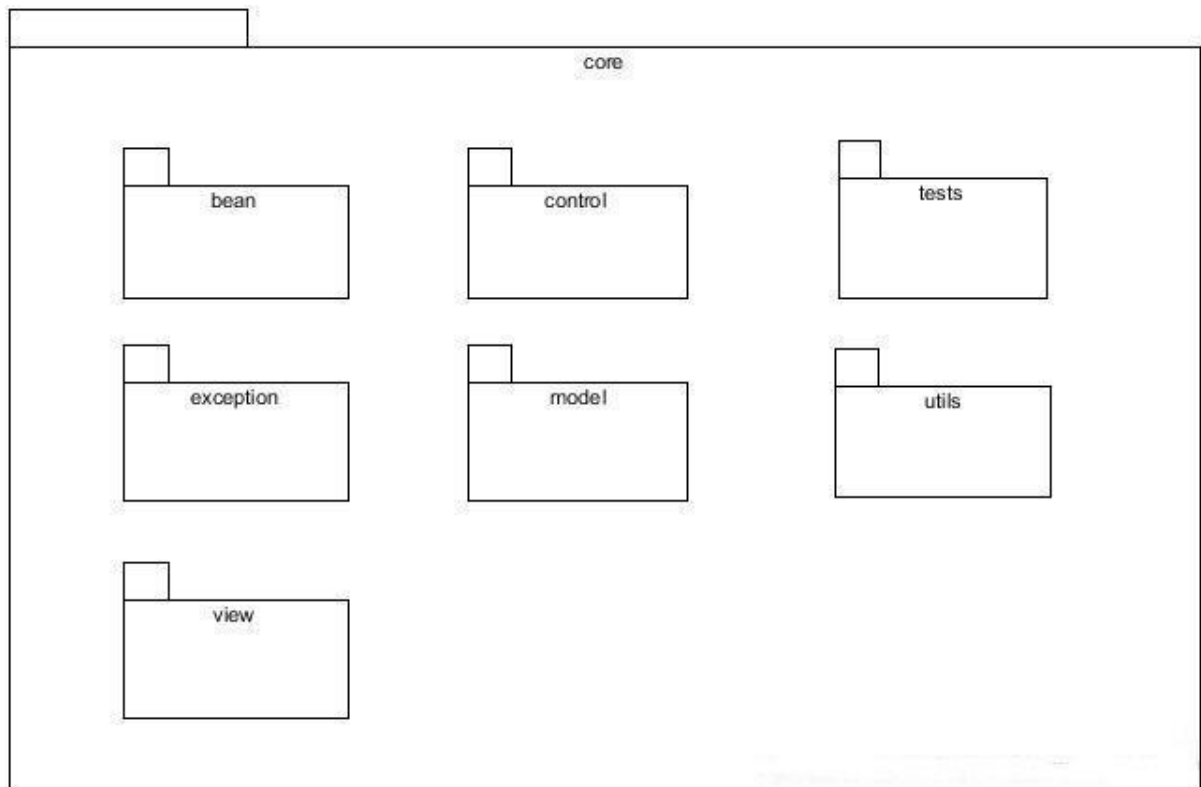 core
bean
control
tests
exception
model
utils
view